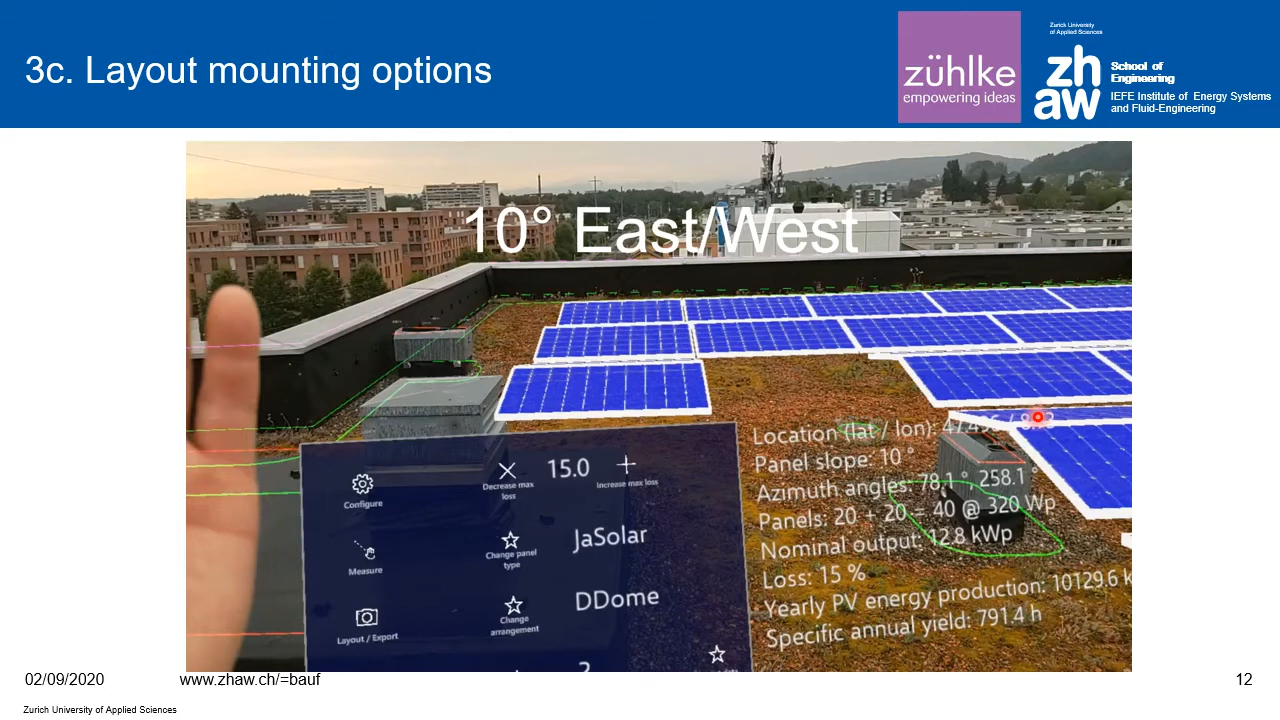 3c. Layout mounting options
zühlke
empowering ideas
Zurich University
of Applied Sciences
zh
aw
School of
Engineering
IEFE Institute of Energy Systems
and Fluid-Engineering
10° East/West
Configure
Measure
Layout / Export
Decrease max
loss
15.0
Increase max loss
Change panel
type
JaSolar
Change
arrangement
DDome
Location (lat / lon):
Panel slope: 10 °
Azimuth angles: 78.1 °, 258.1 °
Panels: 20 + 20 = 40 @ 320 Wp
Nominal output: 12.8 kWp
Loss: 15 %
Yearly PV energy production: 10129.6 k
Specific annual yield: 791.4 h
02/09/2020
www.zhaw.ch/=bauf
12
Zurich University of Applied Sciences